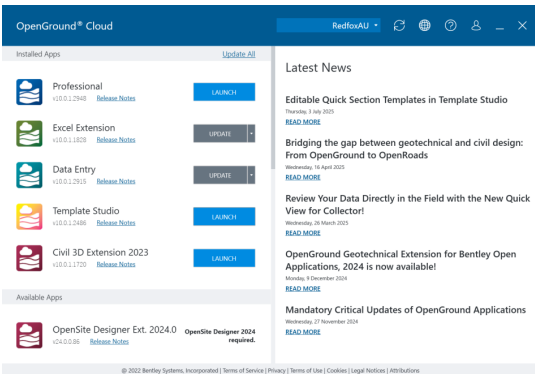 OpenGround® Cloud
RedfoxAU
Installed Apps
Update All
Professional
v10.0.1.2948 Release Notes
LAUNCH
Excel Extension
v10.0.1.1828 Release Notes
UPDATE
Data Entry
v10.0.1.2915 Release Notes
UPDATE
Template Studio
v10.0.1.2486 Release Notes
LAUNCH
Civil 3D Extension 2023
v10.0.1.1720 Release Notes
LAUNCH
Available Apps
OpenSite Designer Ext. 2024.0
v24.0.0.86 Release Notes
OpenSite Designer 2024
required.
Latest News
Editable Quick Section Templates in Template Studio
Thursday, 3 July 2025
READ MORE
Bridging the gap between geotechnical and civil design:
From OpenGround to OpenRoads
Wednesday, 16 April 2025
READ MORE
Review Your Data Directly in the Field with the New Quick
View for Collector!
Wednesday, 26 March 2025
READ MORE
OpenGround Geotechnical Extension for Bentley Open
Applications, 2024 is now available!
Monday, 9 December 2024
READ MORE
Mandatory Critical Updates of OpenGround Applications
Wednesday, 27 November 2024
READ MORE
© 2022 Bentley Systems, Incorporated | Terms of Service | Privacy | Terms of Use | Cookies | Legal Notices | Attributions